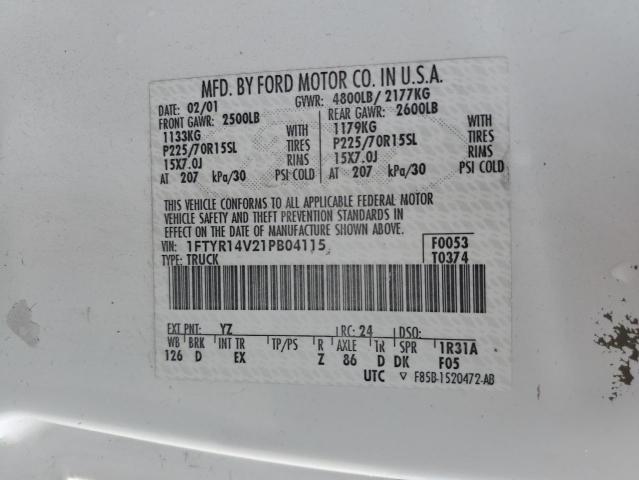 MFD. BY FORD MOTOR CO. IN U.S.A.
DATE: 02/01 GVWR: 4800LB/ 2177KG
FRONT GAWR: 2500LB REAR GAWR: 2600LB
1133KG WITH 1179KG WITH
P225/70R15SL TIRES P225/70R15SL TIRES
15X7.0J RIMS 15X7.0J RIMS
AT 207 kPa/30 PSI COLD AT 207 kPa/30 PSI COLD
THIS VEHICLE CONFORMS TO ALL APPLICABLE FEDERAL MOTOR
VEHICLE SAFETY AND THEFT PREVENTION STANDARDS IN
EFFECT ON THE DATE OF MANUFACTURE SHOWN ABOVE.
VIN: 1FTYR14V21PB04115 F0053
TYPE: TRUCK T0374
EXT PNT: YZ RC: 24 DSO:
WB BRK INT TR TP/PS R AXLE TR SPR 1R31A
126 D EX Z 86 D DK F05
UTC ▽ F85B-1520472-AB